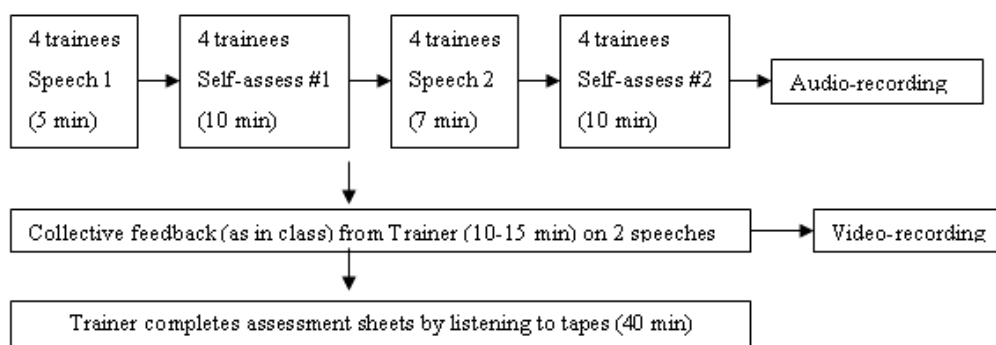 4 trainees
Speech 1
(5 min)
4 trainees
Self-assess #1
(10 min)
4 trainees
Speech 2
(7 min)
4 trainees
Self-assess #2
(10 min)
Audio-recording
Collective feedback (as in class) from Trainer (10-15 min) on 2 speeches
Video-recording
Trainer completes assessment sheets by listening to tapes (40 min)